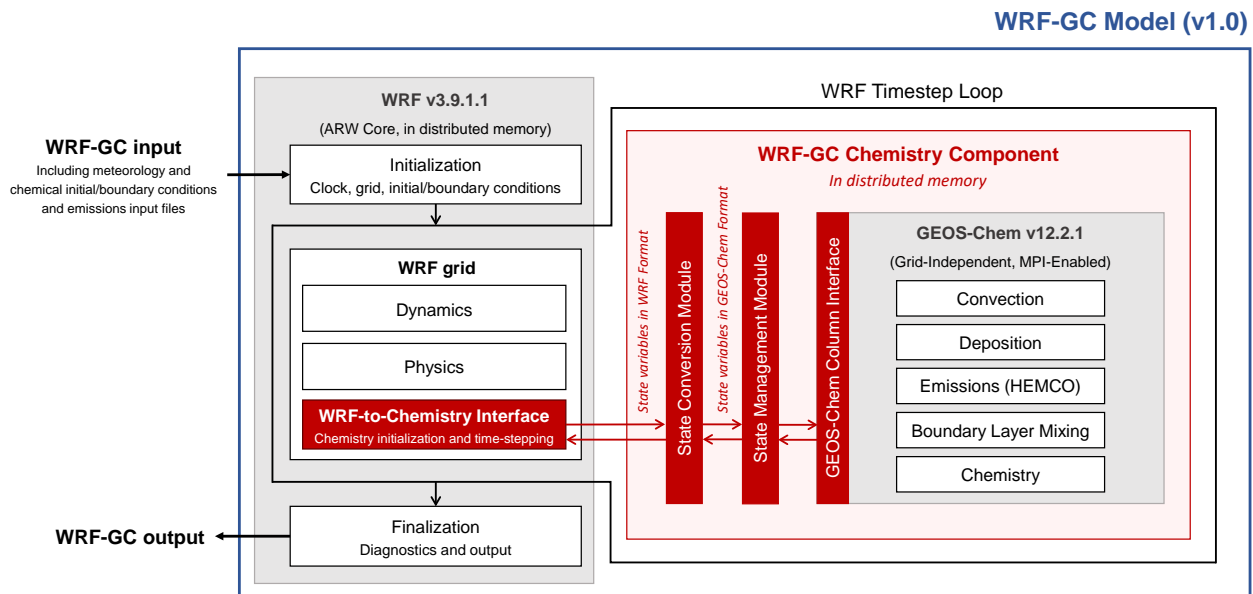 WRF-GC Model (v1.0)
WRF-GC input
Including meteorology and
chemical initial/boundary conditions
and emissions input files
WRF v3.9.1.1
(ARW Core, in distributed memory)
Initialization
Clock, grid, initial/boundary conditions
WRF Timestep Loop
WRF grid
Dynamics
Physics
WRF-to-Chemistry Interface
Chemistry initialization and time-stepping
WRF-GC Chemistry Component
In distributed memory
State variables in WRF Format
State Conversion Module
State variables in GEOS-Chem Format
State Management Module
GEOS-Chem Column Interface
GEOS-Chem v12.2.1
(Grid-Independent, MPI-Enabled)
Convection
Deposition
Emissions (HEMCO)
Boundary Layer Mixing
Chemistry
Finalization
Diagnostics and output
WRF-GC output